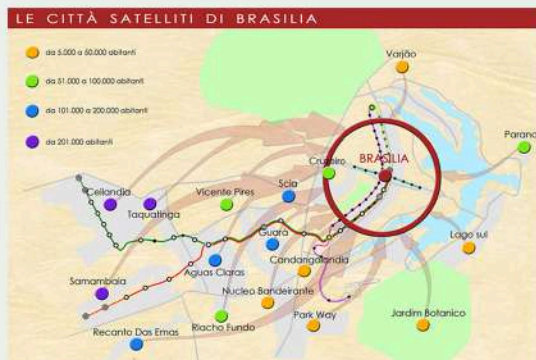 LE CITTÀ SATELLITI DI BRASILIA
da 5.000 a 50.000 abitanti
da 51.000 a 100.000 abitanti
da 101.000 a 200.000 abitanti
da 201.000 abitanti
Varjão
Paranoa
BRASILIA
Cruzeiro
Scia
Vicente Pires
Ceilandia
Taquatinga
Guara
Lago sul
Candangolandia
Aguas Claras
Samambaia
Nucleo Bandeirante
Riacho Fundo
Park Way
Jardim Botanico
Recanto Das Emas